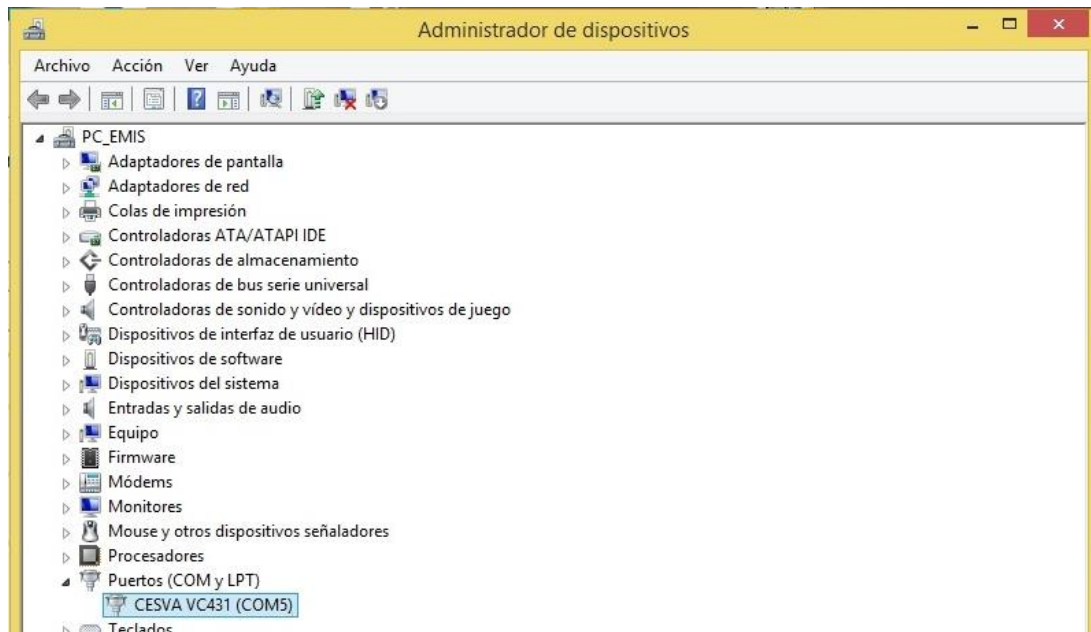 Administrador de dispositivos
Archivo Acción Ver Ayuda
PC_EMIS
Adaptadores de pantalla
Adaptadores de red
Colas de impresión
Controladoras ATA/ATAPI IDE
Controladoras de almacenamiento
Controladoras de bus serie universal
Controladoras de sonido y vídeo y dispositivos de juego
Dispositivos de interfaz de usuario (HID)
Dispositivos de software
Dispositivos del sistema
Entradas y salidas de audio
Equipo
Firmware
Módems
Monitores
Mouse y otros dispositivos señaladores
Procesadores
Puertos (COM y LPT)
CESVA VC431 (COM5)
Teclados